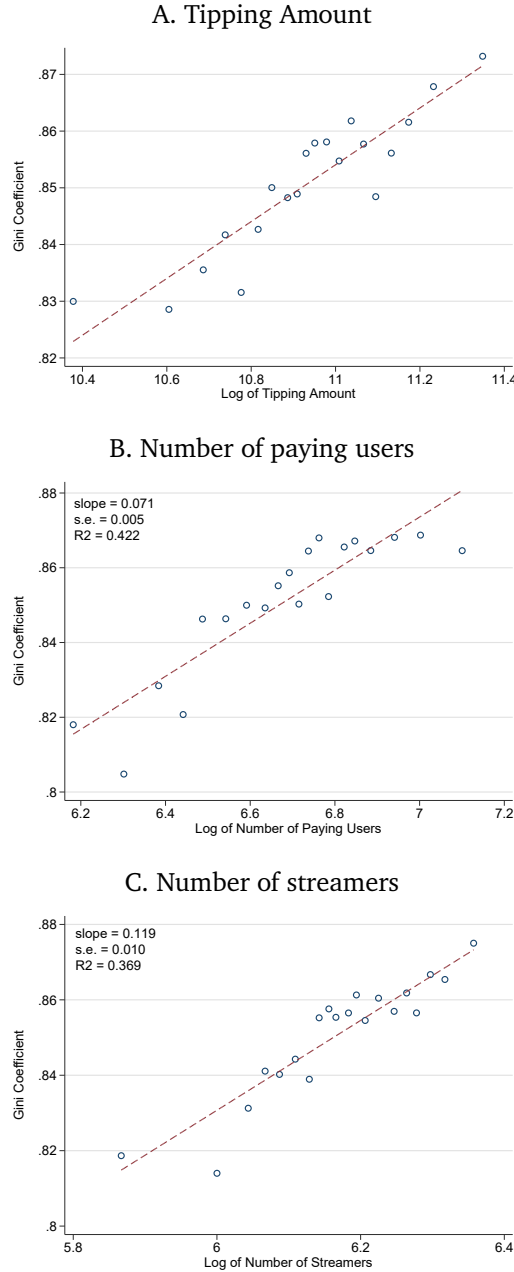 A. Tipping Amount
.87
.86
.85
.84
.83
.82
Gini Coefficient
10.4 10.6 10.8 11 11.2 11.4
Log of Tipping Amount
B. Number of paying users
slope = 0.071
s.e. = 0.005
R2 = 0.422
.88
.86
.84
.82
.8
Gini Coefficient
6.2 6.4 6.6 6.8 7 7.2
Log of Number of Paying Users
C. Number of streamers
slope = 0.119
s.e. = 0.010
R2 = 0.369
.88
.86
.84
.82
.8
Gini Coefficient
5.8 6 6.2 6.4
Log of Number of Streamers